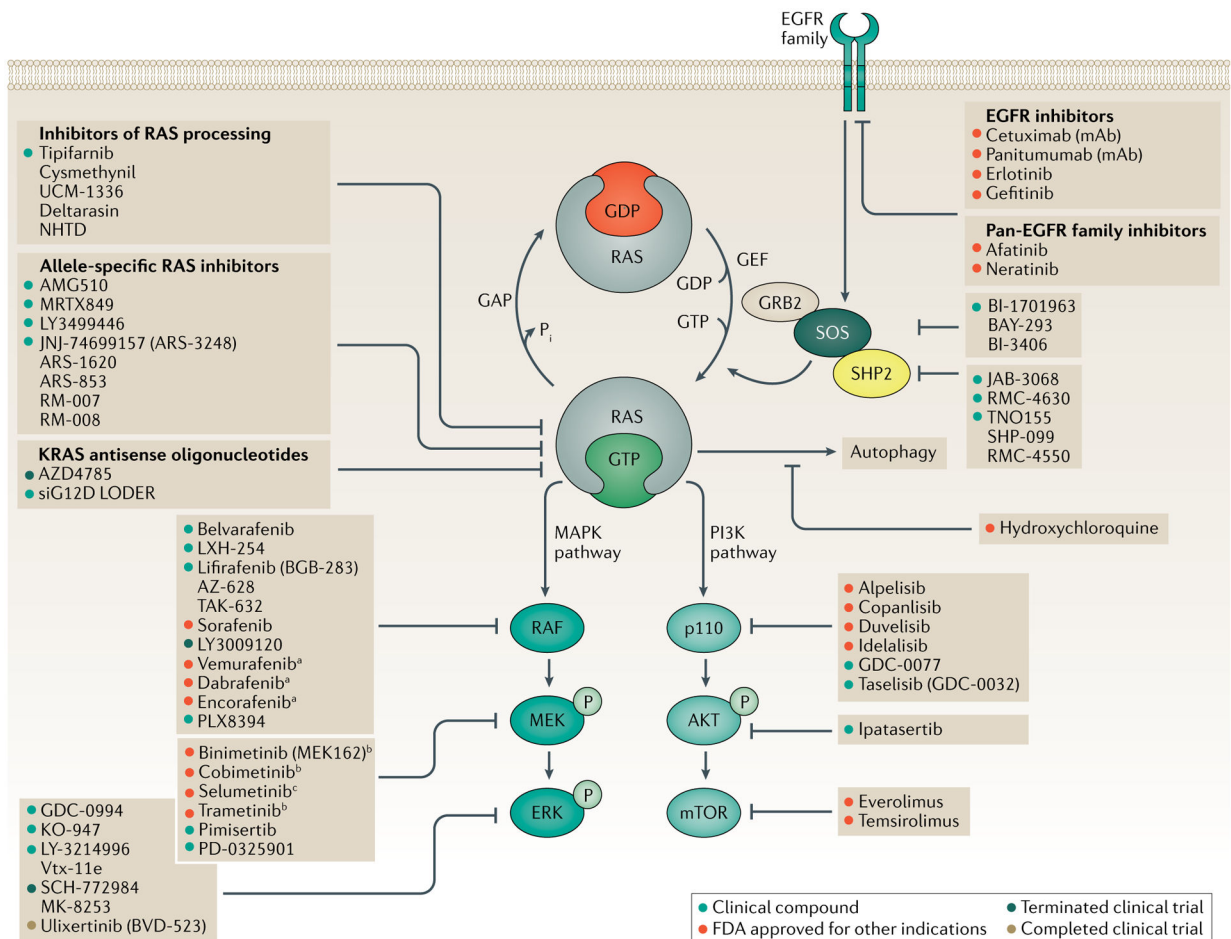 EGFR
family
Inhibitors of RAS processing
Tipifarnib
Cysmethynil
UCM-1336
Deltarasin
NHTD
Allele-specific RAS inhibitors
AMG510
MRTX849
LY3499446
JNJ-74699157 (ARS-3248)
ARS-1620
ARS-853
RM-007
RM-008
KRAS antisense oligonucleotides
AZD4785
siG12D LODER
GDP
RAS
GAP
Pi
GEF
GDP
GTP
GRB2
SOS
SHP2
RAS
GTP
Autophagy
EGFR inhibitors
Cetuximab (mAb)
Panitumumab (mAb)
Erlotinib
Gefitinib
Pan-EGFR family inhibitors
Afatinib
Neratinib
BI-1701963
BAY-293
BI-3406
JAB-3068
RMC-4630
TNO155
SHP-099
RMC-4550
Hydroxychloroquine
MAPK
pathway
PI3K
pathway
Belvarafenib
LXH-254
Lifirafenib (BGB-283)
AZ-628
TAK-632
Sorafenib
LY3009120
Vemurafenibᵃ
Dabrafenibᵃ
Encorafenibᵃ
PLX8394
RAF
p110
Alpelisib
Copanlisib
Duvelisib
Idelalisib
GDC-0077
Taselisib (GDC-0032)
MEK
P
AKT
P
Ipatasertib
Binimetinib (MEK162)ᵇ
Cobimetinibᵇ
Selumetinibᶜ
Trametinibᵇ
Pimisertib
PD-0325901
ERK
P
mTOR
Everolimus
Temsirolimus
GDC-0994
KO-947
LY-3214996
Vtx-11e
SCH-772984
MK-8253
Ulixertinib (BVD-523)
Clinical compound
FDA approved for other indications
Terminated clinical trial
Completed clinical trial